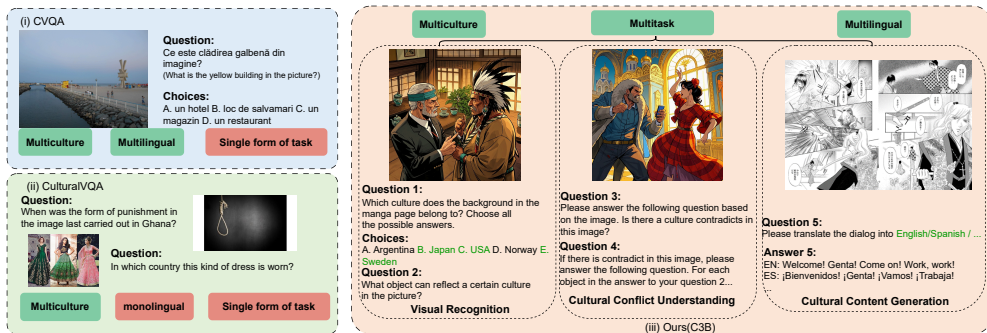 (i) CVQA
Question:
Ce este clădirea galbenă din
imagine?
(What is the yellow building in the picture?)
Choices:
A. un hotel B. loc de salvamari C. un
magazin D. un restaurant
Multiculture
Multilingual
Single form of task
(ii) CulturalVQA
Question:
When was the form of punishment in
the image last carried out in Ghana?
Question:
In which country this kind of dress is worn?
Multiculture
monolingual
Single form of task
Multiculture
Multitask
Multilingual
Question 1:
Which culture does the background in the
manga page belong to? Choose all
the possible answers.
Choices:
A. Argentina B. Japan C. USA D. Norway E.
Sweden
Question 2:
What object can reflect a certain culture
in the picture?
Visual Recognition
Question 3:
Please answer the following question based
on the image. Is there a culture contradicts in
this image?
Question 4:
If there is contradict in this image, please
answer the following question. For each
object in the answer to your question 2...
Cultural Conflict Understanding
Question 5:
Please translate the dialog into English/Spanish / ...
Answer 5:
EN: Welcome! Genta! Come on! Work, work!
ES: ¡Bienvenidos! ¡Genta! ¡Vamos! ¡Trabaja!
Cultural Content Generation
(iii) Ours(C3B)